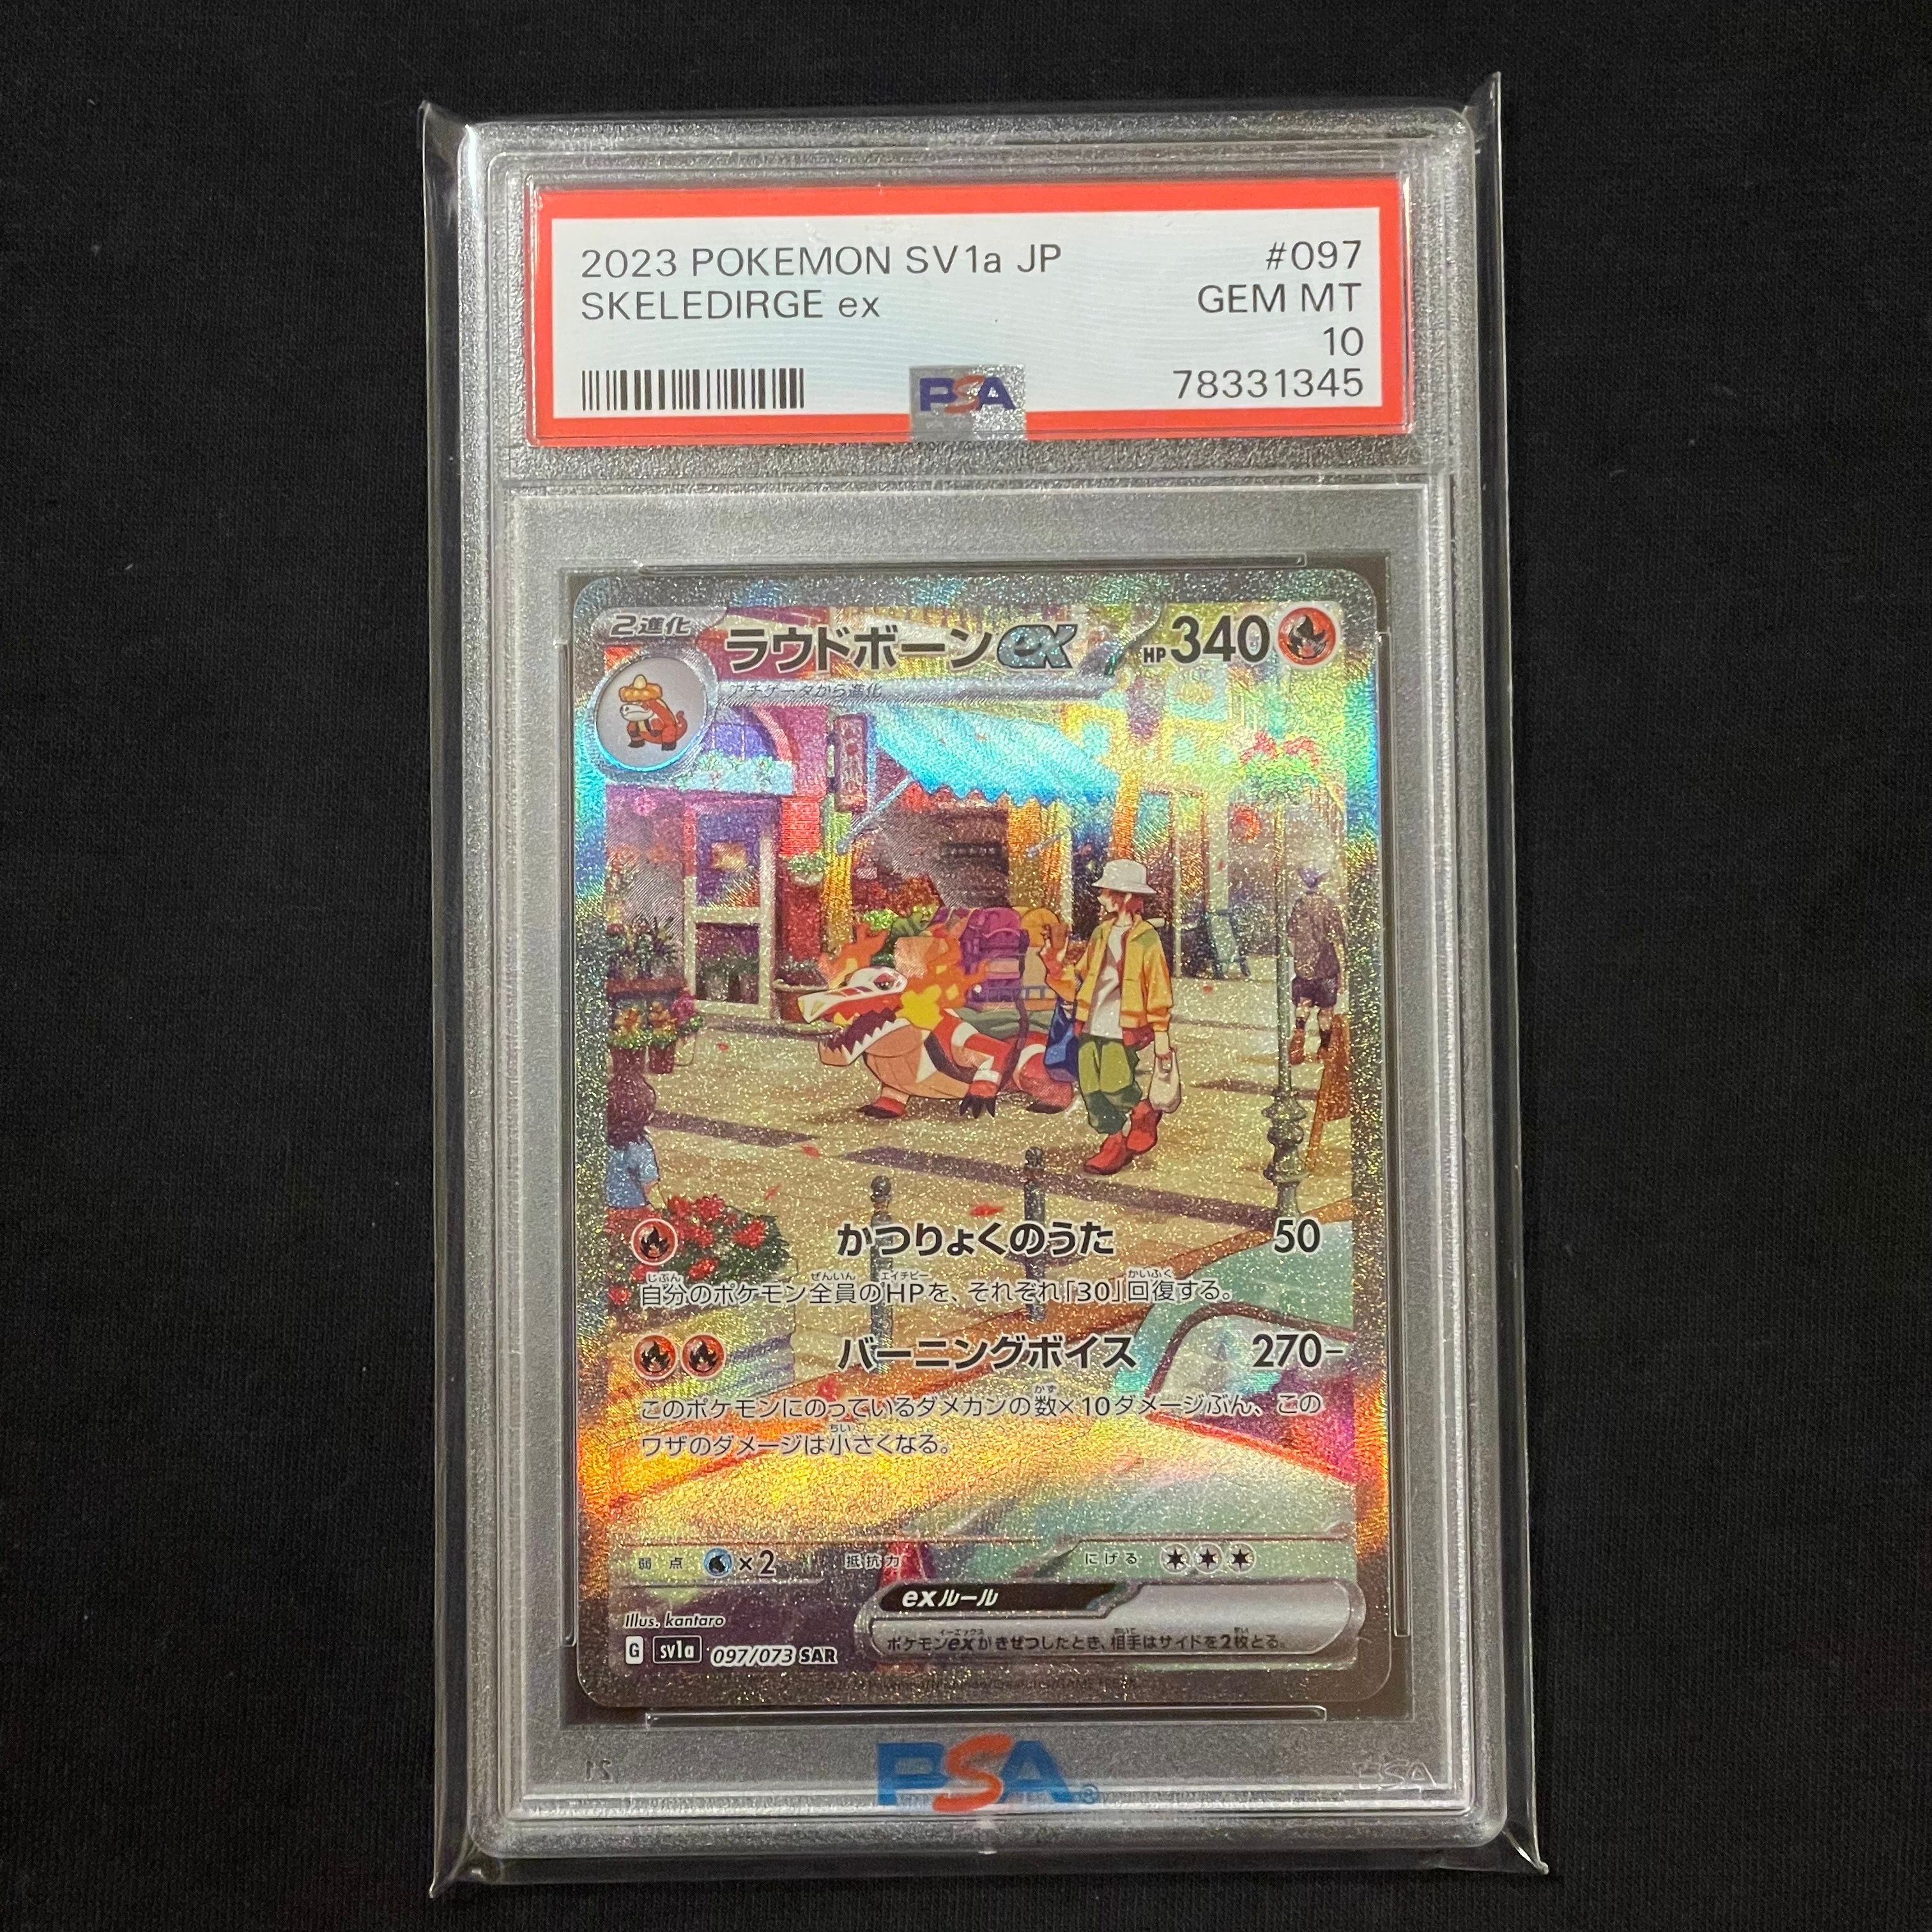 2023 POKEMON SV1a JP #097
SKELEDIRGE ex GEM MT
10
PSA 78331345
2進化 ラウドボーンex HP 340
アチゲータから進化
かつりょくのうた 50
自分のポケモン全員のHPを、それぞれ「30」回復する。
バーニングボイス 270-
このポケモンにのっているダメカンの数×10ダメージぶん、この
ワザのダメージは小さくなる。
弱点 ×2 抵抗力 にげる
exルール
ポケモンexがきぜつしたとき、相手はサイドを2枚とる。
Illus. kantaro
G sv1a 097/073 SAR
PSA®